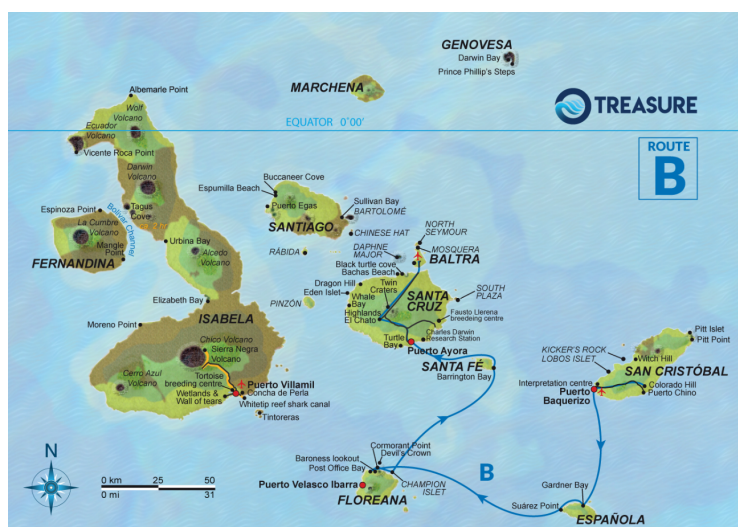 GENOVESA
Darwin Bay
Prince Phillip's Steps
MARCHENA
TREASURE
EQUATOR 0°00'
ROUTE
B
Albemarle Point
Wolf
Volcano
Ecuador
Volcano
Vicente Roca Point
Darwin
Volcano
Tagus
Cove
Bolivar Channel
Espinoza Point
La Cumbre
Volcano
Mangle
Point
FERNANDINA
Urbina Bay
Alcedo
Volcano
Elizabeth Bay
ISABELA
Moreno Point
Chico Volcano
Sierra Negra
Volcano
Cerro Azul
Volcano
Tortoise
breeding centre
Wetlands &
Wall of tears
Puerto Villamil
Concha de Perla
Whitetip reef shark canal
Tintoreras
Buccaneer Cove
Espumilla Beach
Puerto Egas
SANTIAGO
Sullivan Bay
BARTOLOMÉ
CHINESE HAT
RÁBIDA
PINZÓN
NORTH
SEYMOUR
MOSQUERA
BALTRA
DAPHNE
MAJOR
Black turtle cove
Bachas Beach
Dragon Hill
Eden Islet
Whale
Bay
Twin
Craters
SANTA
CRUZ
SOUTH
PLAZA
Highlands
El Chato
Fausto Llerena
breedeing centre
Charles Darwin
Research Station
Turtle
Bay
Puerto Ayora
SANTA FÉ
Barrington Bay
Pitt Islet
Pitt Point
KICKER'S ROCK
LOBOS ISLET
Witch Hill
SAN CRISTÓBAL
Interpretation centre
Puerto
Baquerizo
Colorado Hill
Puerto Chino
Cormorant Point
Devil's Crown
Baroness lookout
Post Office Bay
Puerto Velasco Ibarra
FLOREANA
CHAMPION
ISLET
B
Gardner Bay
Suárez Point
ESPAÑOLA
N
0 km 25 50
0 mi 31